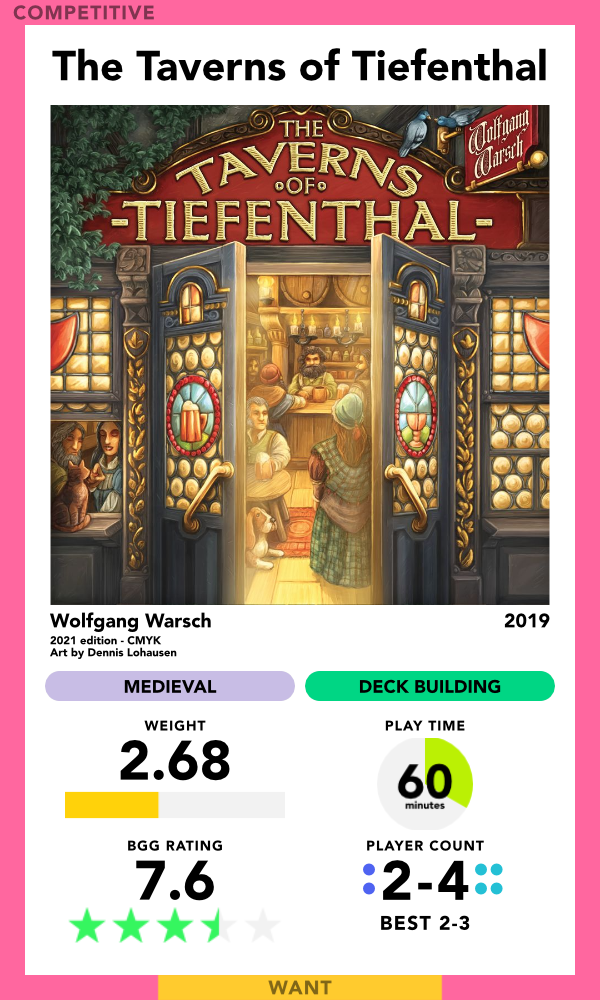 COMPETITIVE
The Taverns of Tiefenthal
THE
TAVERNS
OF
-TIEFENTHAL-
Wolfgang
Warsch
Wolfgang Warsch
2019
2021 edition - CMYK
Art by Dennis Lohausen
MEDIEVAL
DECK BUILDING
WEIGHT
2.68
PLAY TIME
60
minutes
BGG RATING
7.6
PLAYER COUNT
2-4
BEST 2-3
WANT